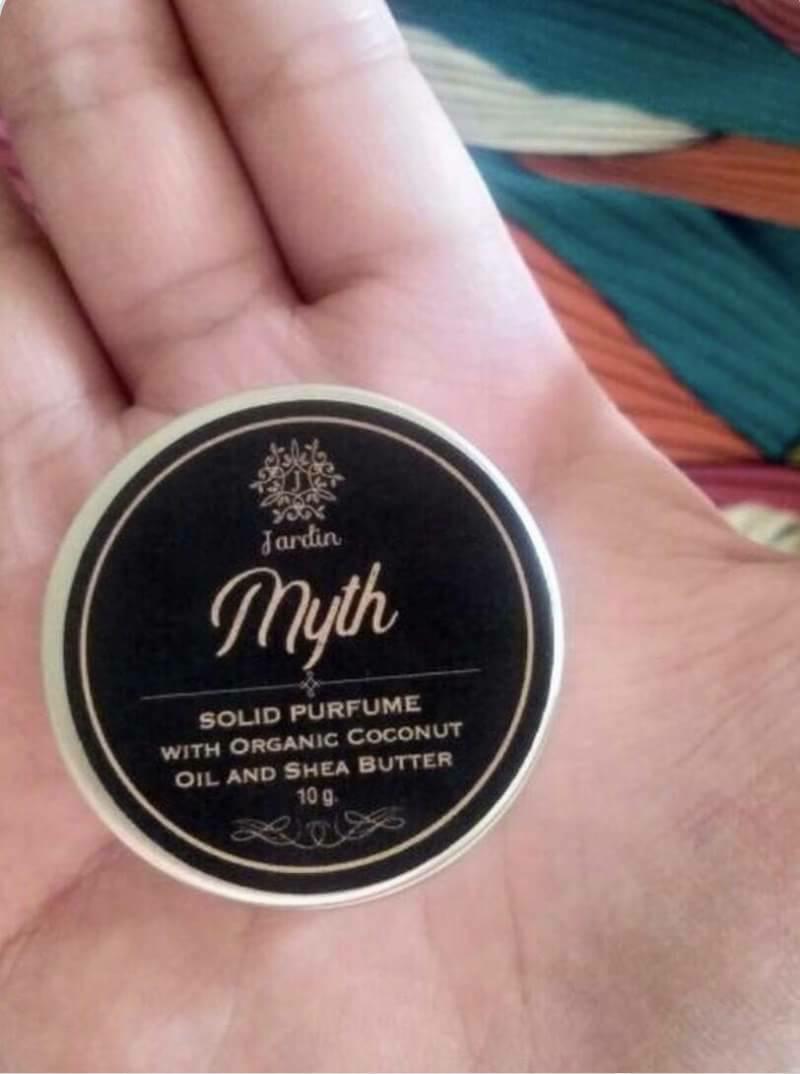 J
Jardin
Myth
SOLID PURFUME
WITH ORGANIC COCONUT
OIL AND SHEA BUTTER
10 g.